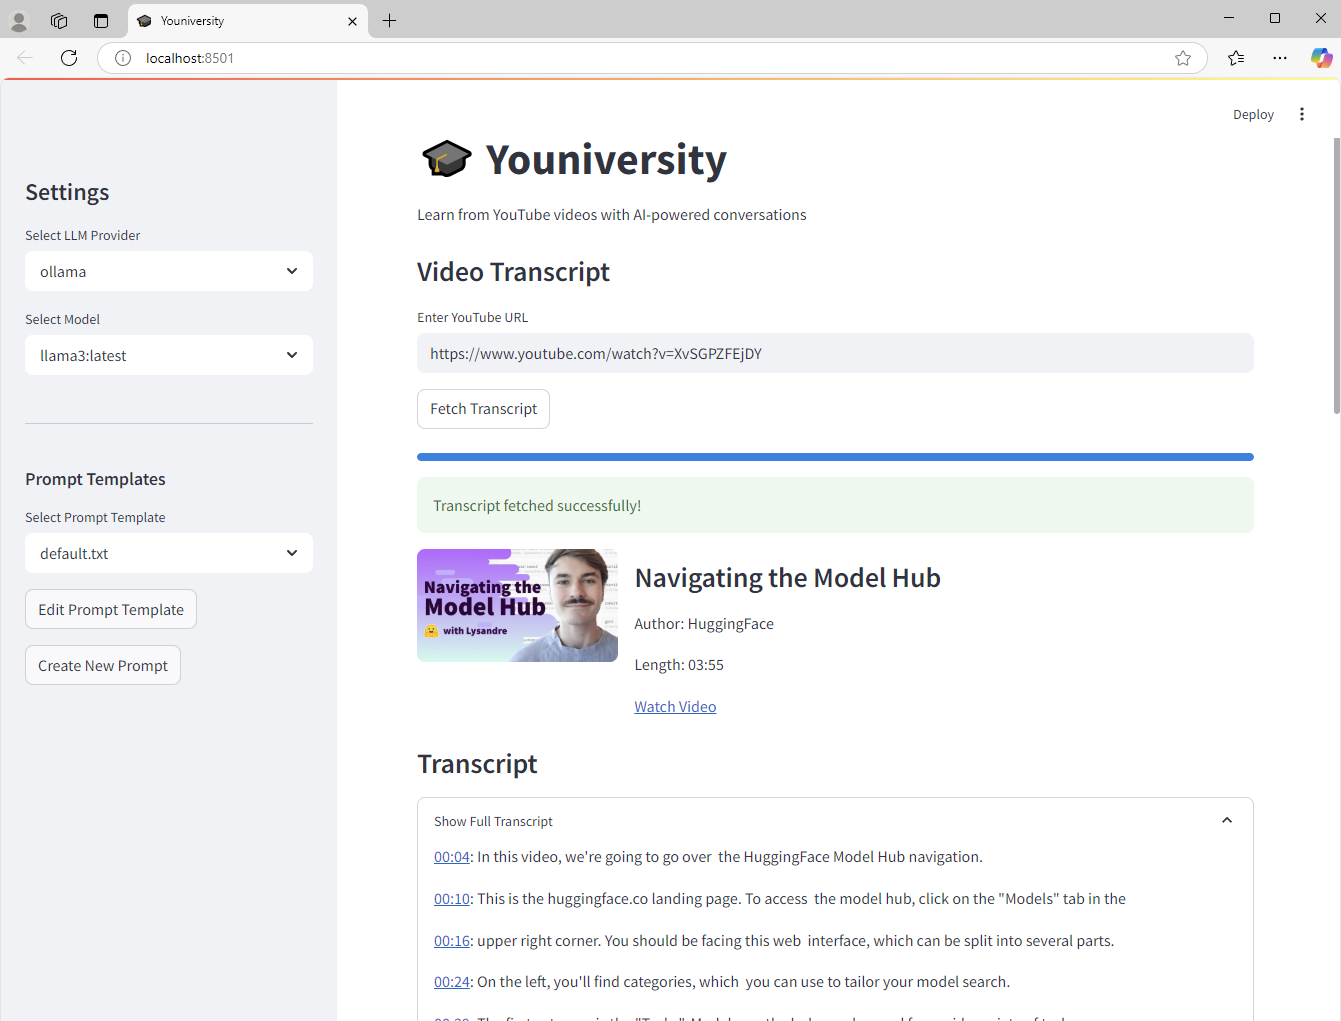 Youniversity
localhost:8501
Deploy
Settings
Select LLM Provider
ollama
Select Model
llama3:latest
Prompt Templates
Select Prompt Template
default.txt
Edit Prompt Template
Create New Prompt
Youniversity
Learn from YouTube videos with AI-powered conversations
Video Transcript
Enter YouTube URL
https://www.youtube.com/watch?v=XvSGPZFEjDY
Fetch Transcript
Transcript fetched successfully!
Navigating the
Model Hub
with Lysandre
Navigating the Model Hub
Author: HuggingFace
Length: 03:55
Watch Video
Transcript
Show Full Transcript
00:04: In this video, we're going to go over the HuggingFace Model Hub navigation.
00:10: This is the huggingface.co landing page. To access the model hub, click on the "Models" tab in the
00:16: upper right corner. You should be facing this web interface, which can be split into several parts.
00:24: On the left, you'll find categories, which you can use to tailor your model search.